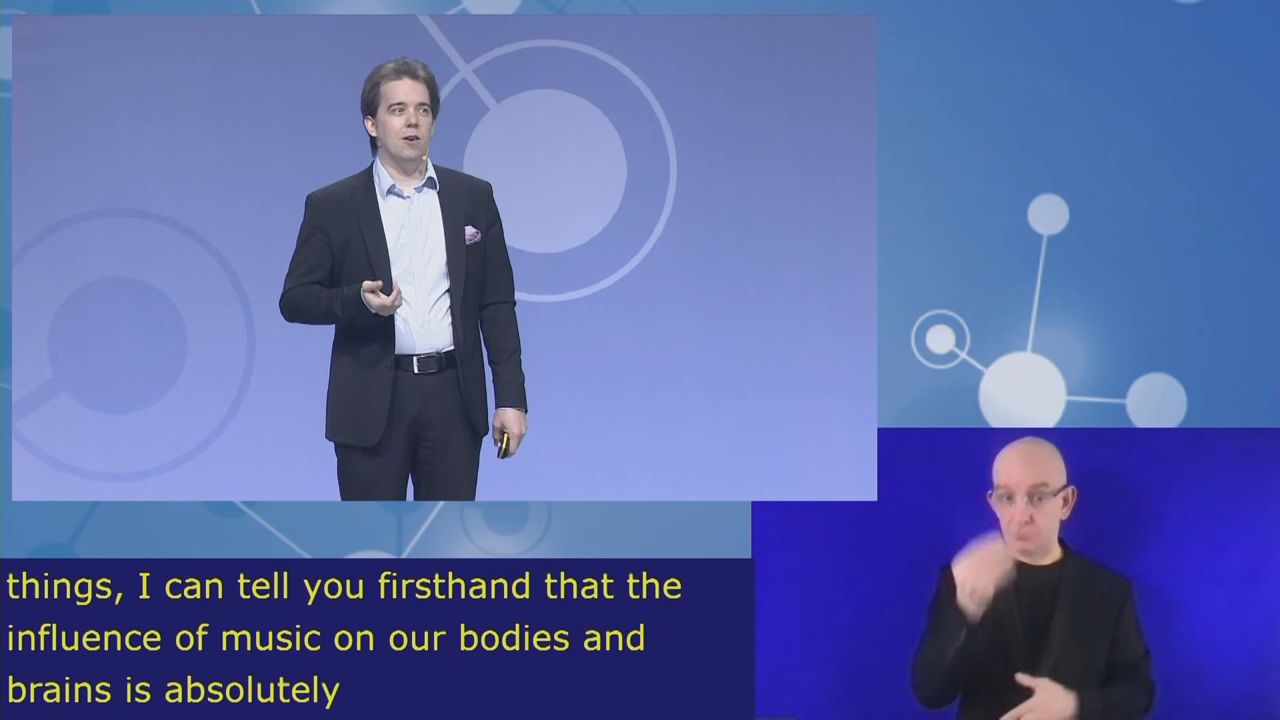 things, I can tell you firsthand that the
influence of music on our bodies and
brains is absolutely